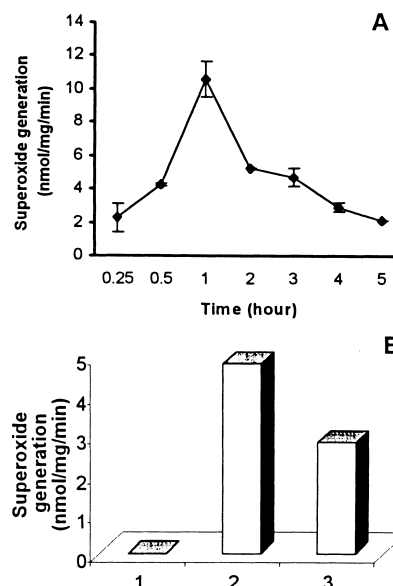 A
14
12
10
8
6
4
2
0
Superoxide generation
(nmol/mg/min)
0.25 0.5 1 2 3 4 5
Time (hour)
B
5
4
3
2
1
0
Superoxide
generation
(nmol/mg/min)
1 2 3